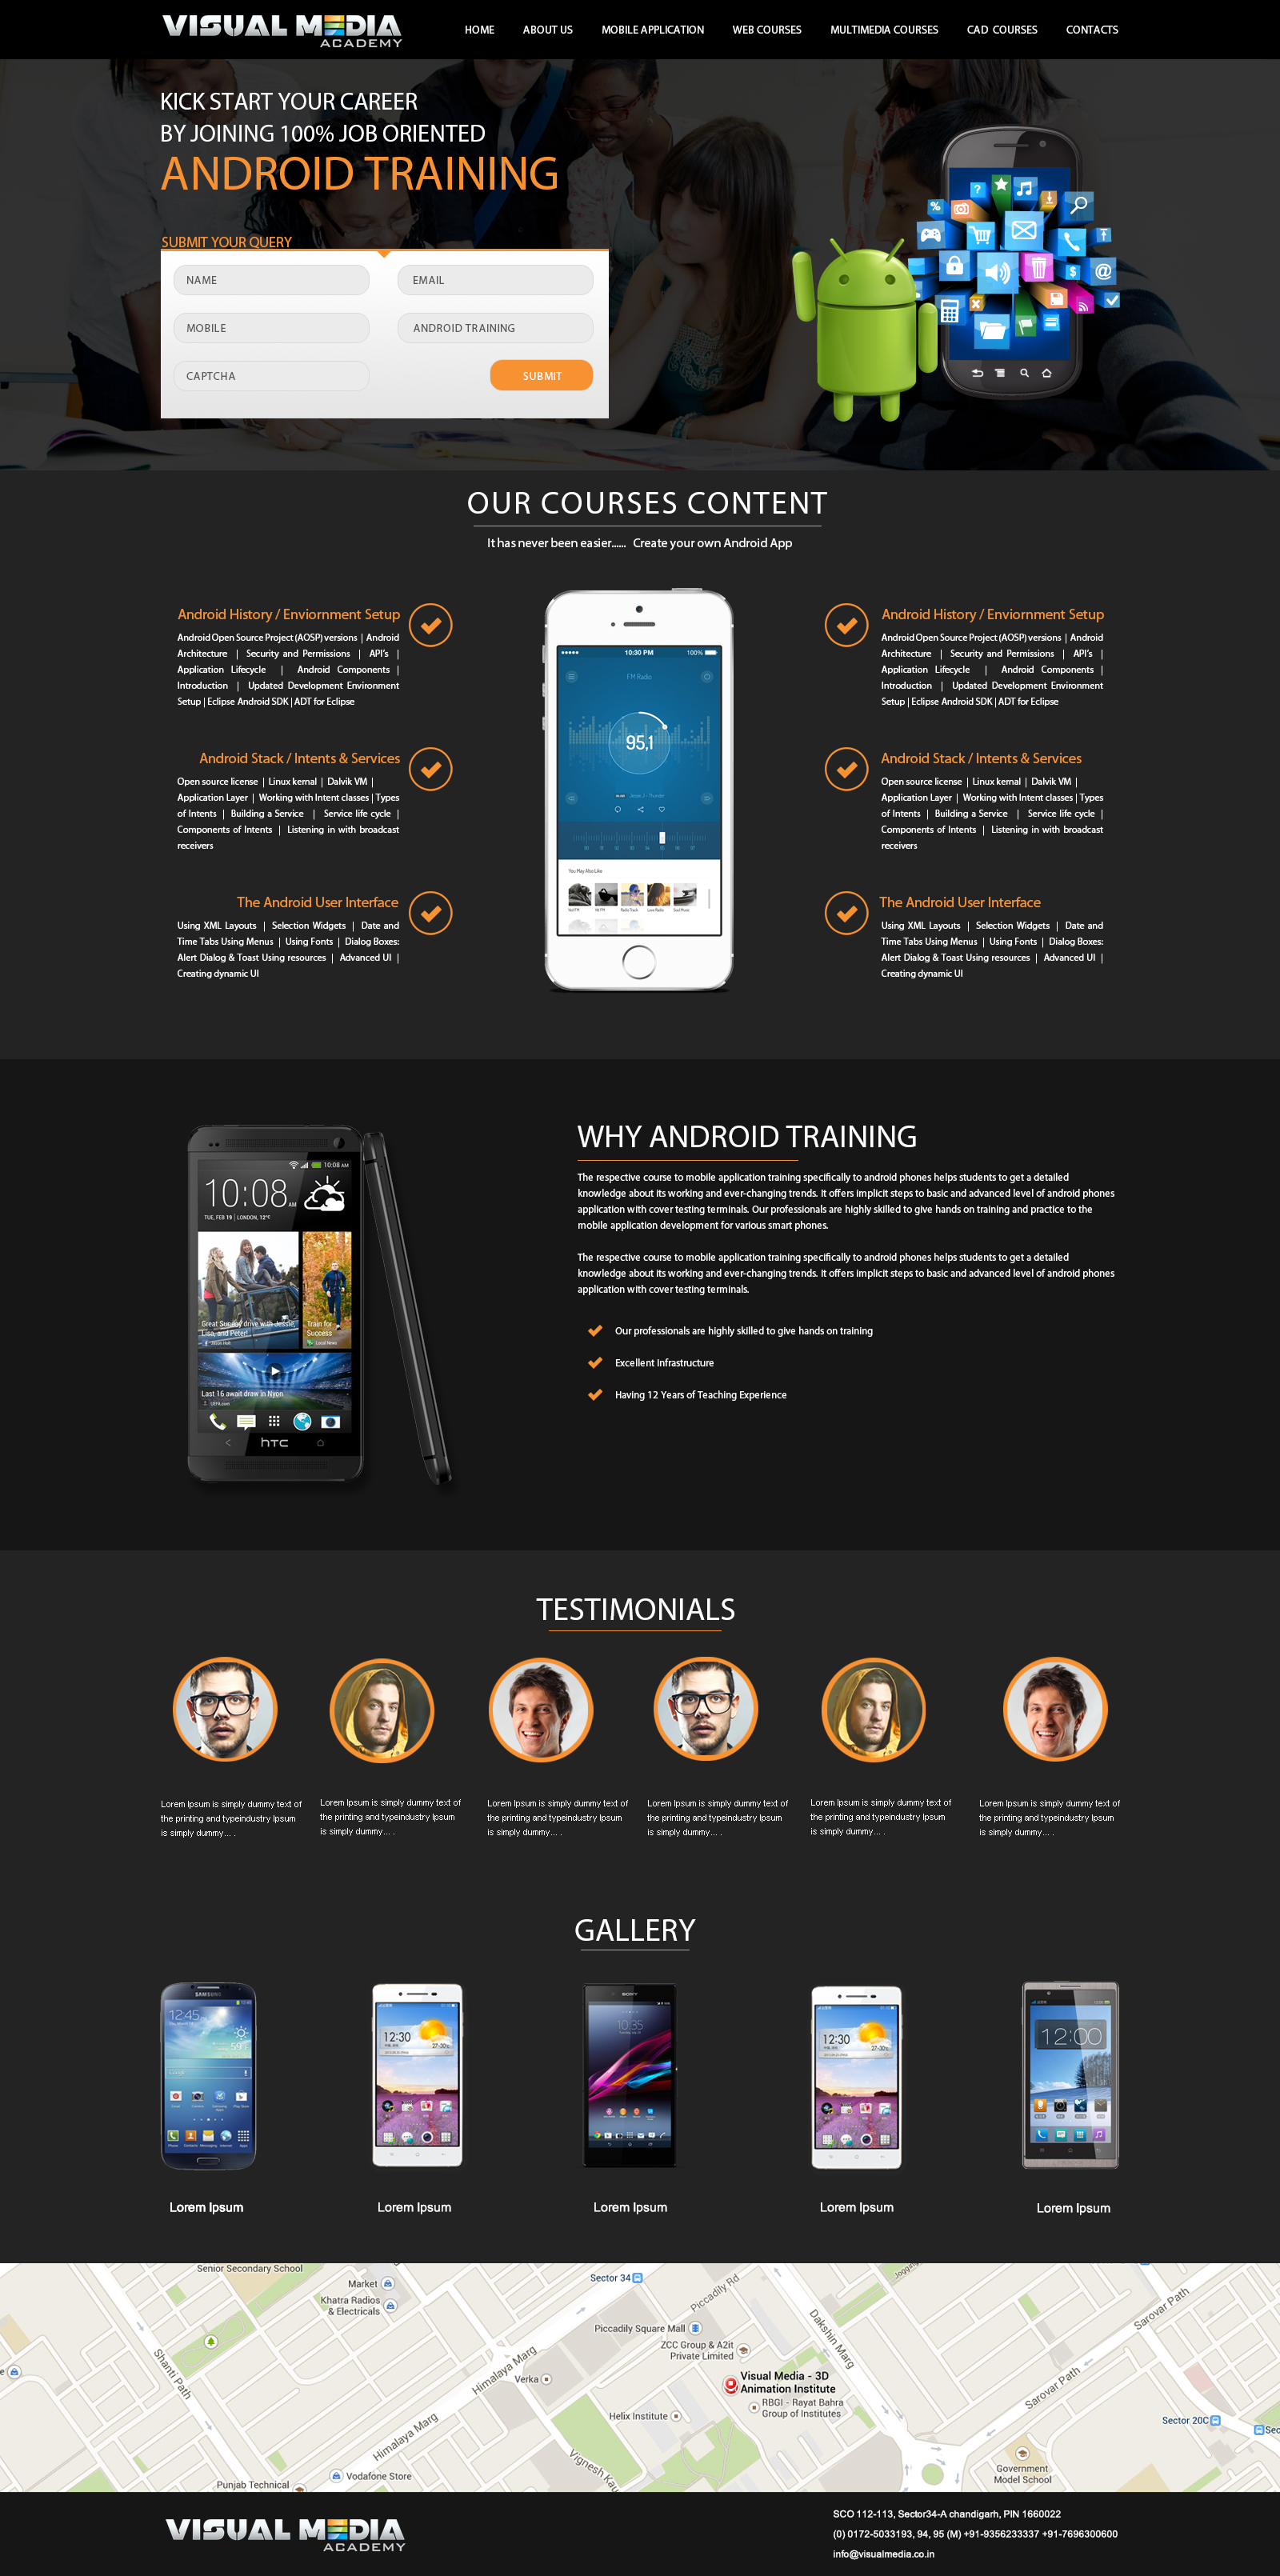 VISUAL MEDIA
ACADEMY
HOME ABOUT US MOBILE APPLICATION WEB COURSES MULTIMEDIA COURSES CAD COURSES CONTACTS
KICK START YOUR CAREER
BY JOINING 100% JOB ORIENTED
ANDROID TRAINING
SUBMIT YOUR QUERY
NAME EMAIL
MOBILE ANDROID TRAINING
CAPTCHA SUBMIT
OUR COURSES CONTENT
It has never been easier...... Create your own Android App
Android History / Enviornment Setup
Android Open Source Project (AOSP) versions | Android
Architecture | Security and Permissions | API's |
Application Lifecycle | Android Components |
Introduction | Updated Development Environment
Setup | Eclipse Android SDK | ADT for Eclipse
Android Stack / Intents & Services
Open source license | Linux kernal | Dalvik VM |
Application Layer | Working with Intent classes | Types
of Intents | Building a Service | Service life cycle |
Components of Intents | Listening in with broadcast
receivers
The Android User Interface
Using XML Layouts | Selection Widgets | Date and
Time Tabs Using Menus | Using Fonts | Dialog Boxes:
Alert Dialog & Toast Using resources | Advanced UI |
Creating dynamic UI
10:30 PM 100%
FM Radio
95,1
You May Also Like
Android History / Enviornment Setup
Android Open Source Project (AOSP) versions | Android
Architecture | Security and Permissions | API's |
Application Lifecycle | Android Components |
Introduction | Updated Development Environment
Setup | Eclipse Android SDK | ADT for Eclipse
Android Stack / Intents & Services
Open source license | Linux kernal | Dalvik VM |
Application Layer | Working with Intent classes | Types
of Intents | Building a Service | Service life cycle |
Components of Intents | Listening in with broadcast
receivers
The Android User Interface
Using XML Layouts | Selection Widgets | Date and
Time Tabs Using Menus | Using Fonts | Dialog Boxes:
Alert Dialog & Toast Using resources | Advanced UI |
Creating dynamic UI
10:08 AM
10:08 AM
TUE, FEB 19 | LONDON, 12°F
Great Sunday drive with Jessie,
Lisa, and Peter!
Train for
Success
Local News
Last 16 await draw in Nyon
UEFA.com
hTC
WHY ANDROID TRAINING
The respective course to mobile application training specifically to android phones helps students to get a detailed
knowledge about its working and ever-changing trends. It offers implicit steps to basic and advanced level of android phones
application with cover testing terminals. Our professionals are highly skilled to give hands on training and practice to the
mobile application development for various smart phones.
The respective course to mobile application training specifically to android phones helps students to get a detailed
knowledge about its working and ever-changing trends. It offers implicit steps to basic and advanced level of android phones
application with cover testing terminals.
Our professionals are highly skilled to give hands on training
Excellent Infrastructure
Having 12 Years of Teaching Experience
TESTIMONIALS
Lorem Ipsum is simply dummy text of
the printing and typeindustry Ipsum
is simply dummy... .
Lorem Ipsum is simply dummy text of
the printing and typeindustry Ipsum
is simply dummy... .
Lorem Ipsum is simply dummy text of
the printing and typeindustry Ipsum
is simply dummy... .
Lorem Ipsum is simply dummy text of
the printing and typeindustry Ipsum
is simply dummy... .
Lorem Ipsum is simply dummy text of
the printing and typeindustry Ipsum
is simply dummy... .
Lorem Ipsum is simply dummy text of
the printing and typeindustry Ipsum
is simply dummy... .
GALLERY
SAMSUNG
12:45
12:30
SONY
10:35
12:30
12:00
Lorem Ipsum Lorem Ipsum Lorem Ipsum Lorem Ipsum Lorem Ipsum
Senior Secondary School
Market
Khatra Radios
& Electricals
Shanti Path
Sector 34
Piccadily Rd
Piccadily Square Mall
ZCC Group & A2it
Private Limited
Dakshin Marg
Jogging
Sarovar Path
Himalaya Marg
Verka
Visual Media - 3D
Animation Institute
RBGI - Rayat Bahra
Group of Institutes
Helix Institute
Sarovar Path
Sector 20C
Sec
Himalaya Marg
Vignesh Kau
Government
Model School
Vodafone Store
Punjab Technical
VISUAL MEDIA
ACADEMY
SCO 112-113, Sector34-A chandigarh, PIN 1660022
(0) 0172-5033193, 94, 95 (M) +91-9356233337 +91-7696300600
info@visualmedia.co.in